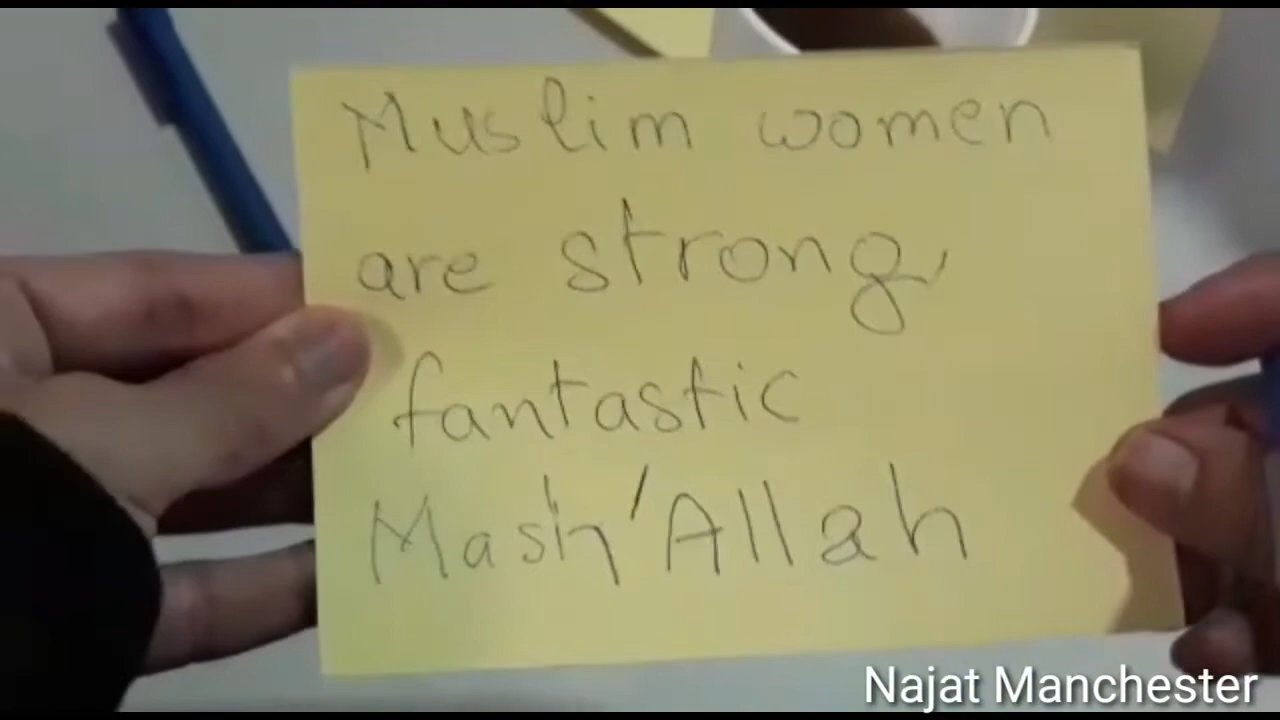 Muslim women
are strong,
fantastic
Mash'Allah
Najat Manchester